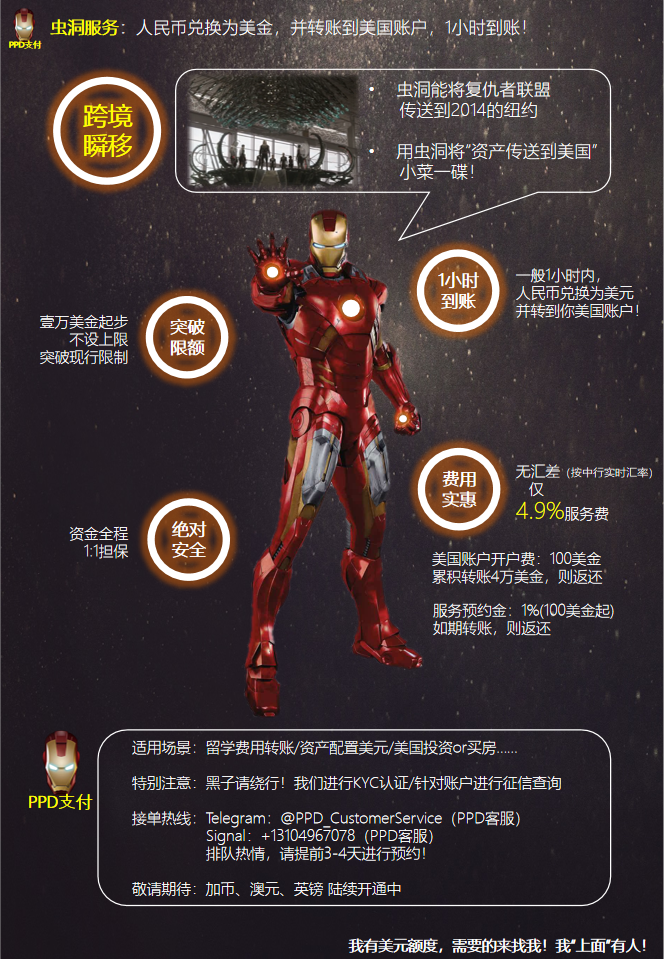 PPD支付
虫洞服务：人民币兑换为美金，并转账到美国账户，1小时到账！
跨境
瞬移
• 虫洞能将复仇者联盟
传送到2014的纽约
• 用虫洞将“资产传送到美国”
小菜一碟！
1小时
到账
一般1小时内，
人民币兑换为美元
并转到你美国账户！
壹万美金起步
不设上限
突破现行限制
突破
限额
费用
实惠
无汇差（按中行实时汇率）
仅
4.9%服务费
资金全程
1:1担保
绝对
安全
美国账户开户费：100美金
累积转账4万美金，则返还
服务预约金：1%(100美金起)
如期转账，则返还
PPD支付
适用场景：留学费用转账/资产配置美元/美国投资or买房......
特别注意：黑子请绕行！我们进行KYC认证/针对账户进行征信查询
接单热线：Telegram：@PPD_CustomerService（PPD客服）
Signal：+13104967078（PPD客服）
排队热情，请提前3-4天进行预约！
敬请期待：加币、澳元、英镑 陆续开通中
我有美元额度，需要的来找我！我“上面”有人！